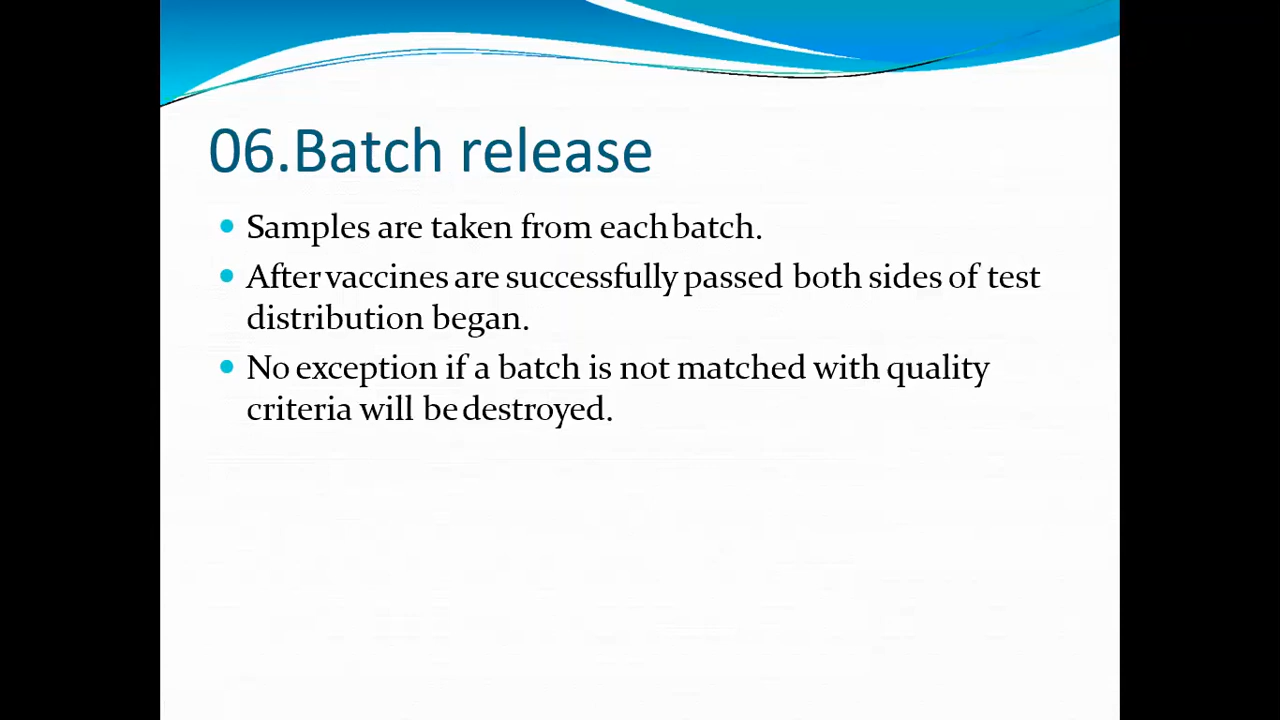 06.Batch release
Samples are taken from each batch.
After vaccines are successfully passed both sides of test
distribution began.
No exception if a batch is not matched with quality
criteria will be destroyed.